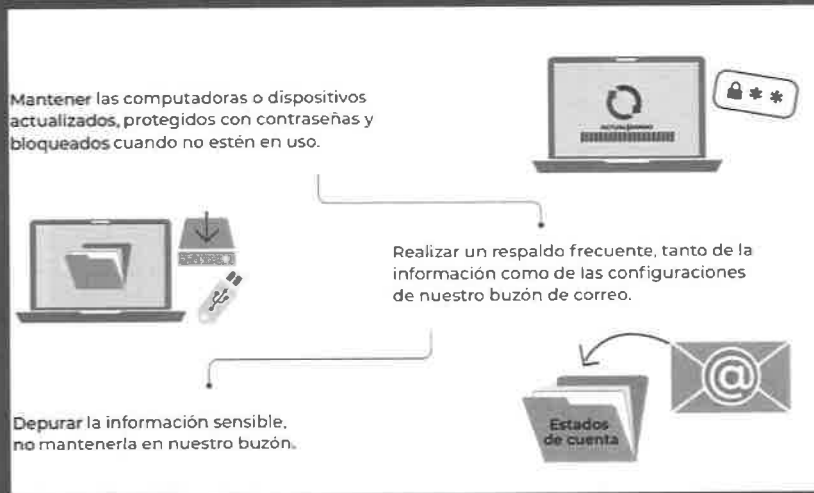 Mantener las computadoras o dispositivos
actualizados, protegidos con contraseñas y
bloqueados cuando no estén en uso.
ACTUALIZANDO
* *
Realizar un respaldo frecuente, tanto de la
información como de las configuraciones
de nuestro buzón de correo.
@
Estados
de cuenta
Depurar la información sensible,
no mantenerla en nuestro buzón.